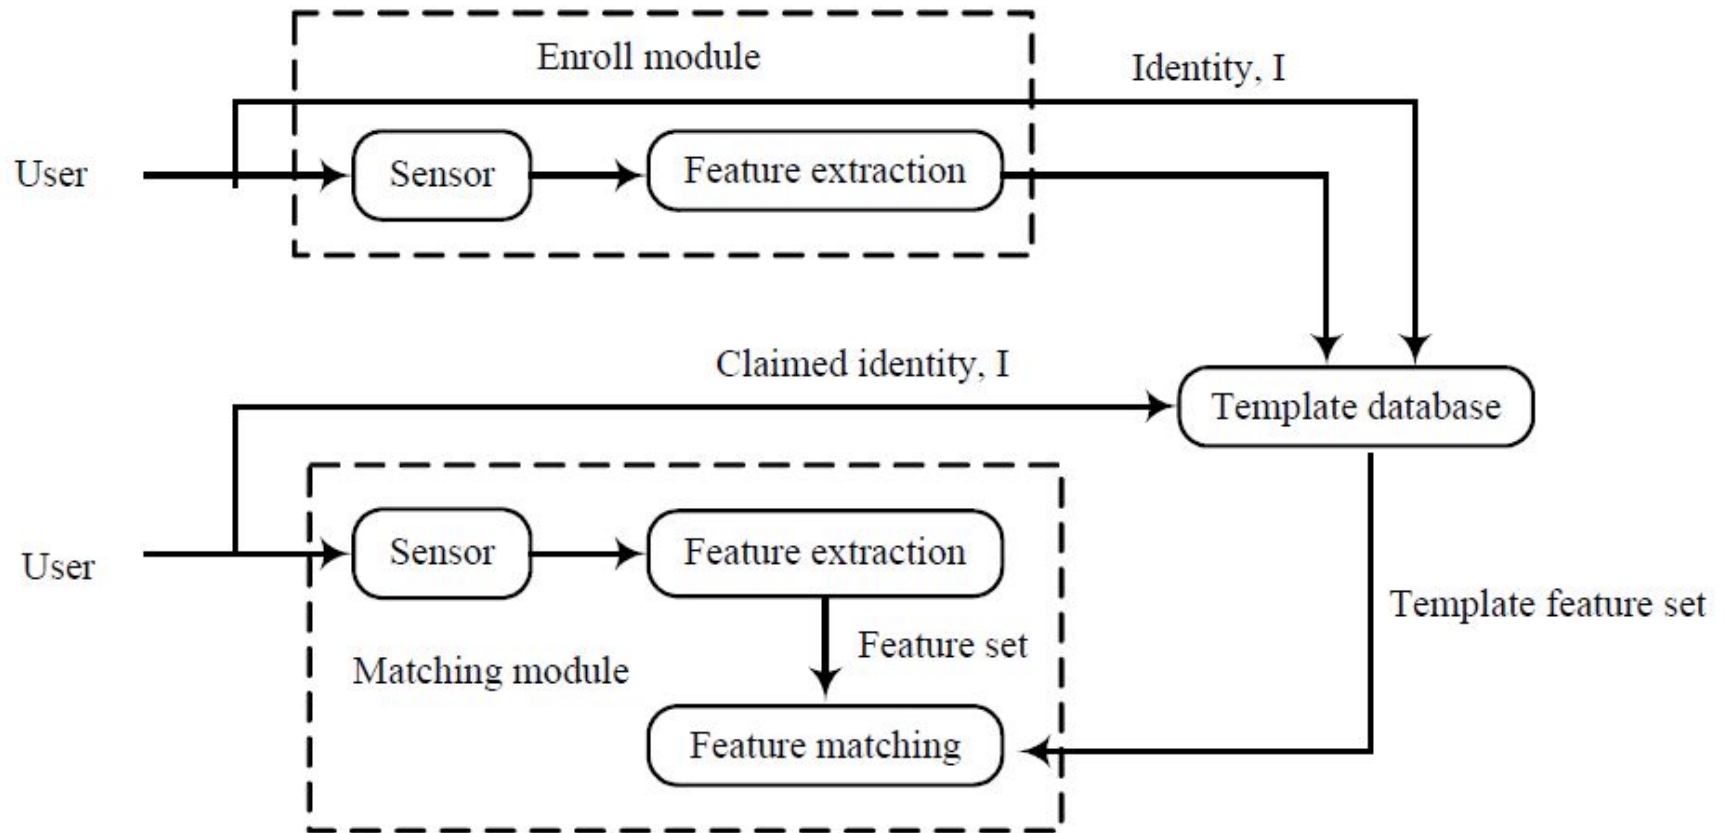 Enroll module
Identity, I
User
Sensor
Feature extraction
Claimed identity, I
Template database
User
Sensor
Feature extraction
Template feature set
Feature set
Matching module
Feature matching